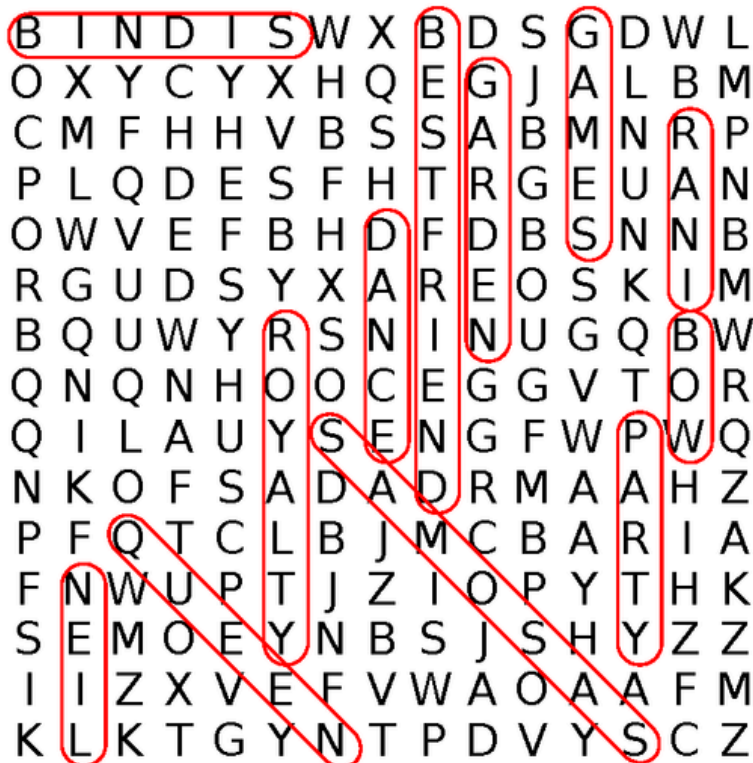 B I N D I S W X B D S G D W L
O X Y C Y X H Q E G J A L B M
C M F H H V B S S A B M N R P
P L Q D E S F H T R G E U A N
O W V E F B H D F D B S N N B
R G U D S Y X A R E O S K I M
B Q U W Y R S N I N U G Q B W
Q N Q N H O O C E G G V T O R
Q I L A U Y S E N G F W P W Q
N K O F S A D A D R M A A H Z
P F Q T C L B J M C B A R I A
F N W U P T J Z I O P Y T H K
S E M O E Y N B S J S H Y Z Z
I I Z X V E F V W A O A A F M
K L K T G Y N T P D V Y S C Z